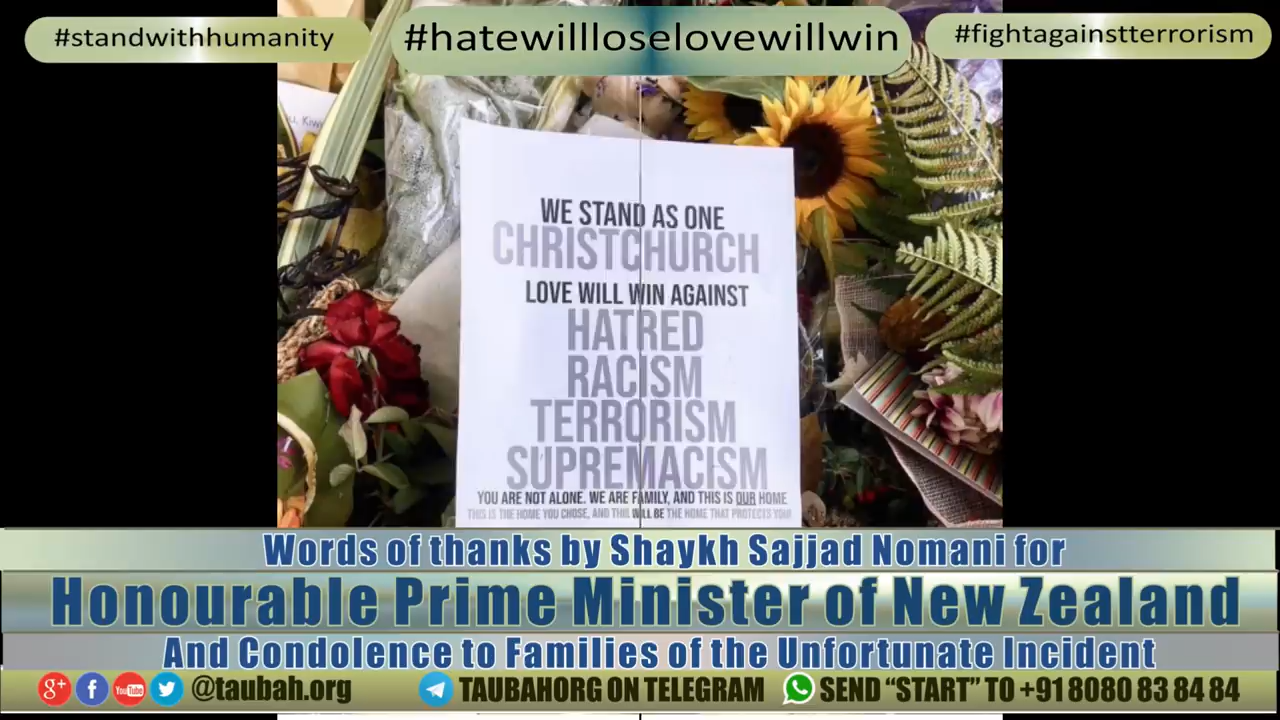 #standwithhumanity
#hatewillloselovewillwin
#fightagainstterrorism
WE STAND AS ONE
CHRISTCHURCH
LOVE WILL WIN AGAINST
HATRED
RACISM
TERRORISM
SUPREMACISM
YOU ARE NOT ALONE. WE ARE FAMILY, AND THIS IS OUR HOME
THIS IS THE HOME YOU CHOSE, AND THIS WILL BE THE HOME THAT PROTECTS YOU
Words of thanks by Shaykh Sajjad Nomani for
Honourable Prime Minister of New Zealand
And Condolence to Families of the Unfortunate Incident
@taubah.org
TAUBAHORG ON TELEGRAM
SEND “START” TO +91 8080 83 84 84